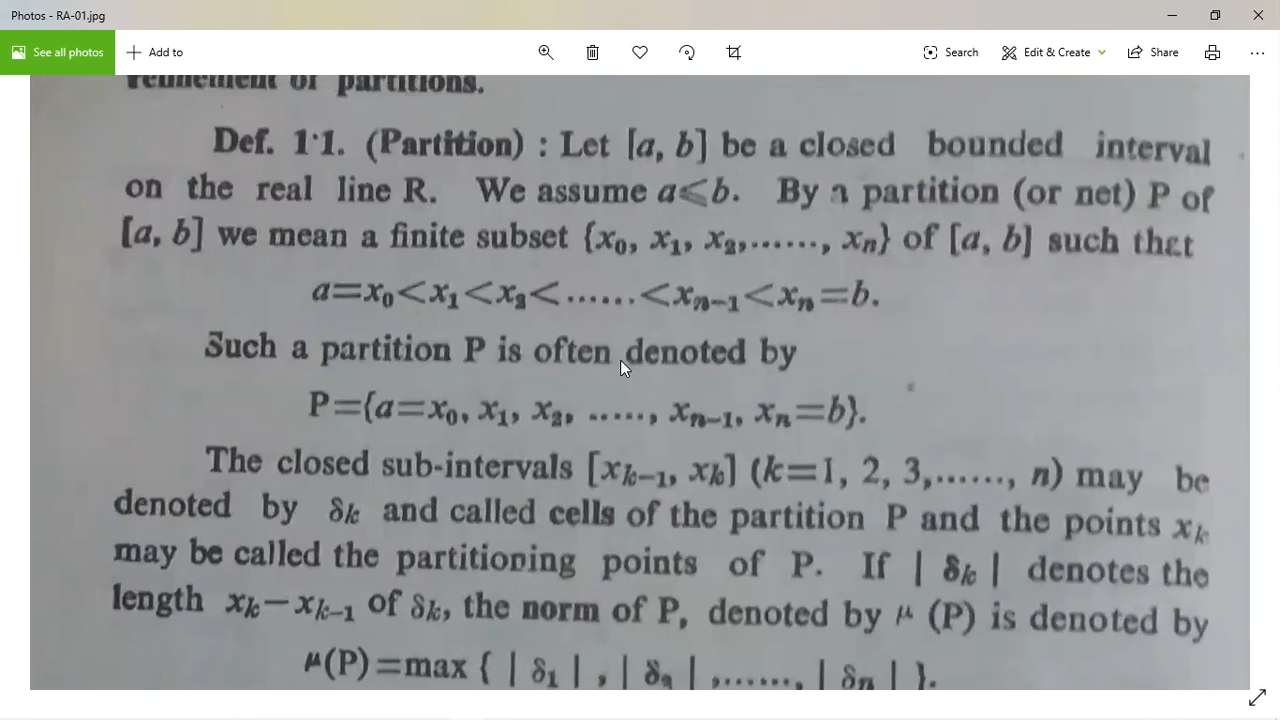 Photos - RA-01.jpg
See all photos Add to Search Edit & Create Share
refinement of partitions.
Def. 1·1. (Partition) : Let [a, b] be a closed bounded interval
on the real line R. We assume a⩽b. By a partition (or net) P of
[a, b] we mean a finite subset {x₀, x₁, x₂,......, xₙ} of [a, b] such that
a=x₀<x₁<x₂<......<xₙ₋₁<xₙ=b.
Such a partition P is often denoted by
P={a=x₀, x₁, x₂, ......, xₙ₋₁, xₙ=b}.
The closed sub-intervals [xₖ₋₁, xₖ] (k=1, 2, 3,......, n) may be
denoted by δₖ and called cells of the partition P and the points xₖ
may be called the partitioning points of P. If | δₖ | denotes the
length xₖ−xₖ₋₁ of δₖ, the norm of P, denoted by μ (P) is denoted by
μ(P)=max { | δ₁ | , | δ₂ | ,......, | δₙ | }.